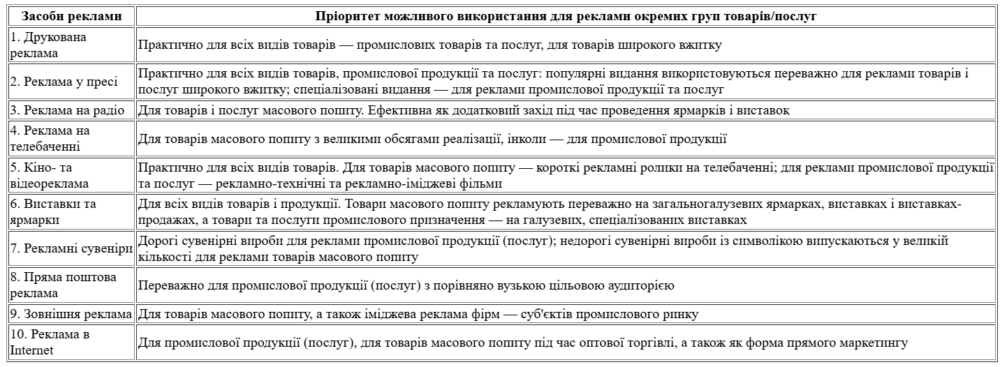 Засоби реклами
Пріоритет можливого використання для реклами окремих груп товарів/послуг
1. Друкована
реклама
Практично для всіх видів товарів — промислових товарів та послуг, для товарів широкого вжитку
2. Реклама у пресі
Практично для всіх видів товарів, промислової продукції та послуг: популярні видання використовуються переважно для реклами товарів і
послуг широкого вжитку; спеціалізовані видання — для реклами промислової продукції та послуг
3. Реклама на радіо
Для товарів і послуг масового попиту. Ефективна як додатковий захід під час проведення ярмарків і виставок
4. Реклама на
телебаченні
Для товарів масового попиту з великими обсягами реалізації, інколи — для промислової продукції
5. Кіно- та
відеореклама
Практично для всіх видів товарів. Для товарів масового попиту — короткі рекламні ролики на телебаченні; для реклами промислової продукції
та послуг — рекламно-технічні та рекламно-іміджеві фільми
6. Виставки та
ярмарки
Для всіх видів товарів і продукції. Товари масового попиту рекламують переважно на загальногалузевих ярмарках, виставках і виставках-
продажах, а товари та послуги промислового призначення — на галузевих, спеціалізованих виставках
7. Рекламні сувеніри
Дорогі сувенірні вироби для реклами промислової продукції (послуг); недорогі сувенірні вироби із символікою випускаються у великій
кількості для реклами товарів масового попиту
8. Пряма поштова
реклама
Переважно для промислової продукції (послуг) з порівняно вузькою цільовою аудиторією
9. Зовнішня реклама
Для товарів масового попиту, а також іміджева реклама фірм — суб'єктів промислового ринку
10. Реклама в
Internet
Для промислової продукції (послуг), для товарів масового попиту під час оптової торгівлі, а також як форма прямого маркетингу